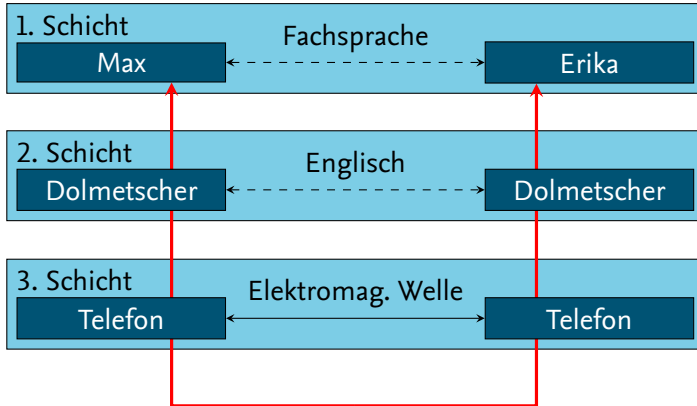 1. Schicht
Fachsprache
Max
Erika
2. Schicht
Englisch
Dolmetscher
Dolmetscher
3. Schicht
Elektromag. Welle
Telefon
Telefon